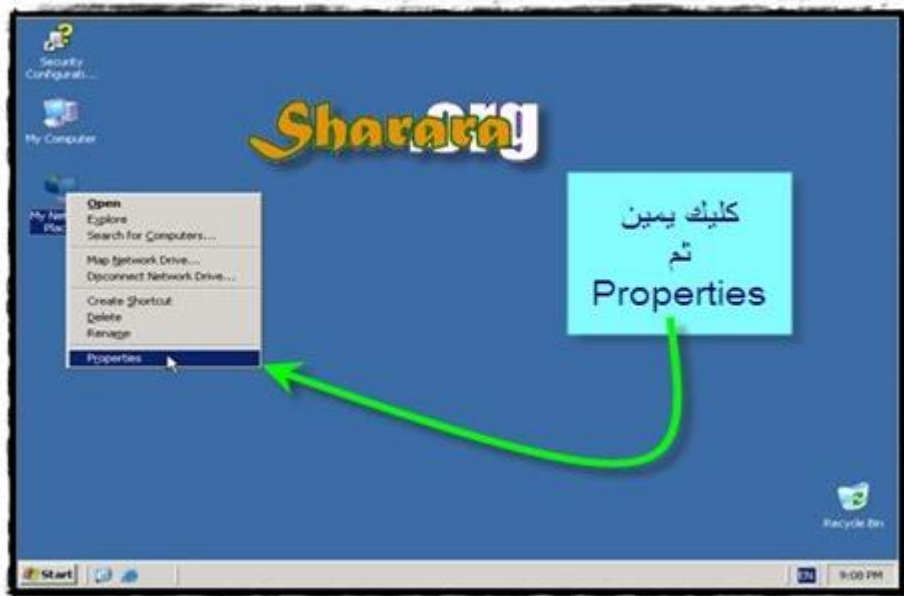 Security
Configurati...
My Computer
Sharara.org
Open
Explore
Search for Computers...
Map Network Drive...
Disconnect Network Drive...
Create Shortcut
Delete
Rename
Properties
كليك يمين
ثم
Properties
Recycle Bin
Start
EN
9:08 PM